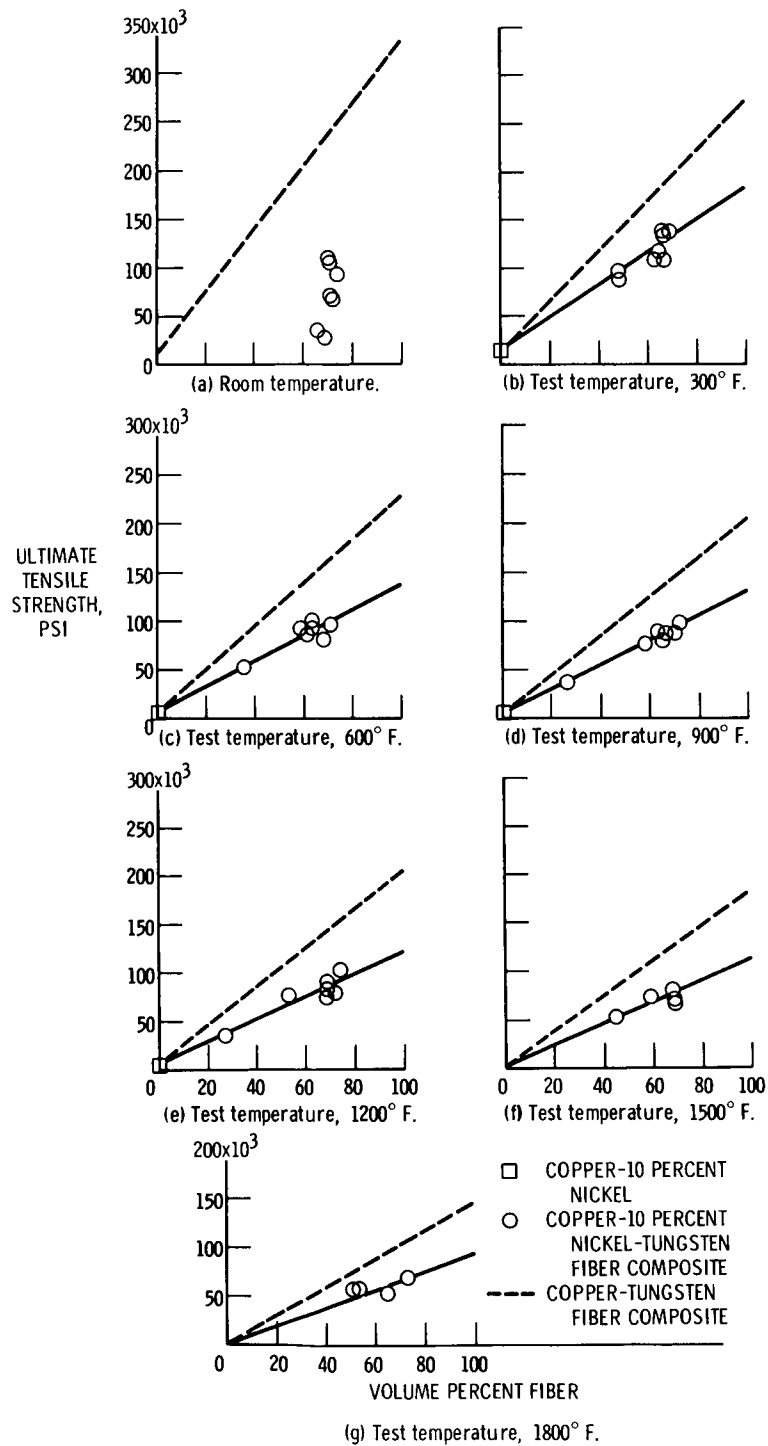 350x10³
300
250
200
150
100
50
0
(a) Room temperature.
(b) Test temperature, 300° F.
ULTIMATE
TENSILE
STRENGTH,
PSI
300x10³
250
200
150
100
50
0
(c) Test temperature, 600° F.
(d) Test temperature, 900° F.
300x10³
250
200
150
100
50
0 20 40 60 80 100
(e) Test temperature, 1200° F.
0 20 40 60 80 100
(f) Test temperature, 1500° F.
200x10³
150
100
50
0 20 40 60 80 100
VOLUME PERCENT FIBER
COPPER-10 PERCENT
NICKEL
COPPER-10 PERCENT
NICKEL-TUNGSTEN
FIBER COMPOSITE
COPPER-TUNGSTEN
FIBER COMPOSITE
(g) Test temperature, 1800° F.